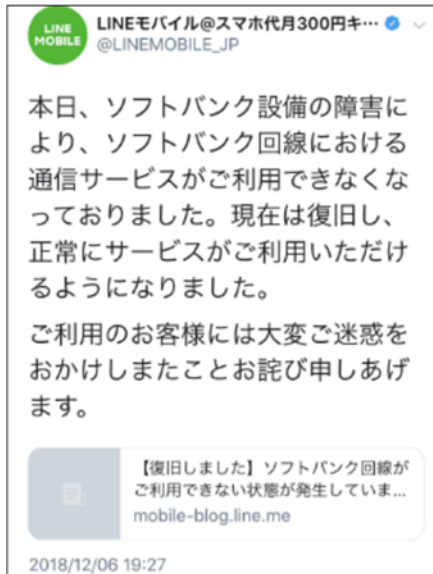 LINE
MOBILE
LINEモバイル@スマホ代月300円キ…
@LINEMOBILE_JP
本日、ソフトバンク設備の障害に
より、ソフトバンク回線における
通信サービスがご利用できなくな
っておりました。現在は復旧し、
正常にサービスがご利用いただけ
るようになりました。
ご利用のお客様には大変ご迷惑を
おかけしまたことお詫び申しあげ
ます。
【復旧しました】ソフトバンク回線が
ご利用できない状態が発生していま...
mobile-blog.line.me
2018/12/06 19:27